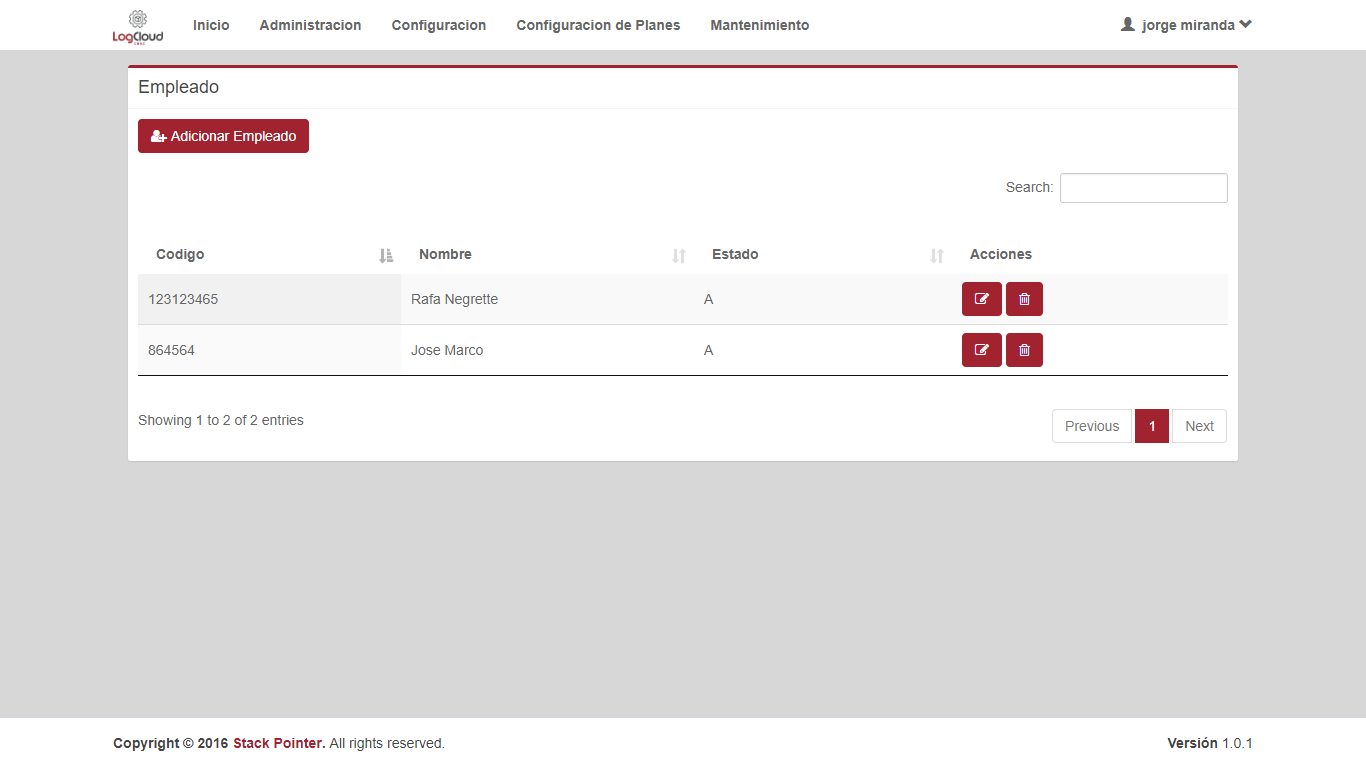 LogCloud
Inicio Administracion Configuracion Configuracion de Planes Mantenimiento jorge miranda
Empleado
Adicionar Empleado
Search:
Codigo Nombre Estado Acciones
123123465 Rafa Negrette A
864564 Jose Marco A
Showing 1 to 2 of 2 entries
Previous 1 Next
Copyright © 2016 Stack Pointer. All rights reserved.
Versión 1.0.1